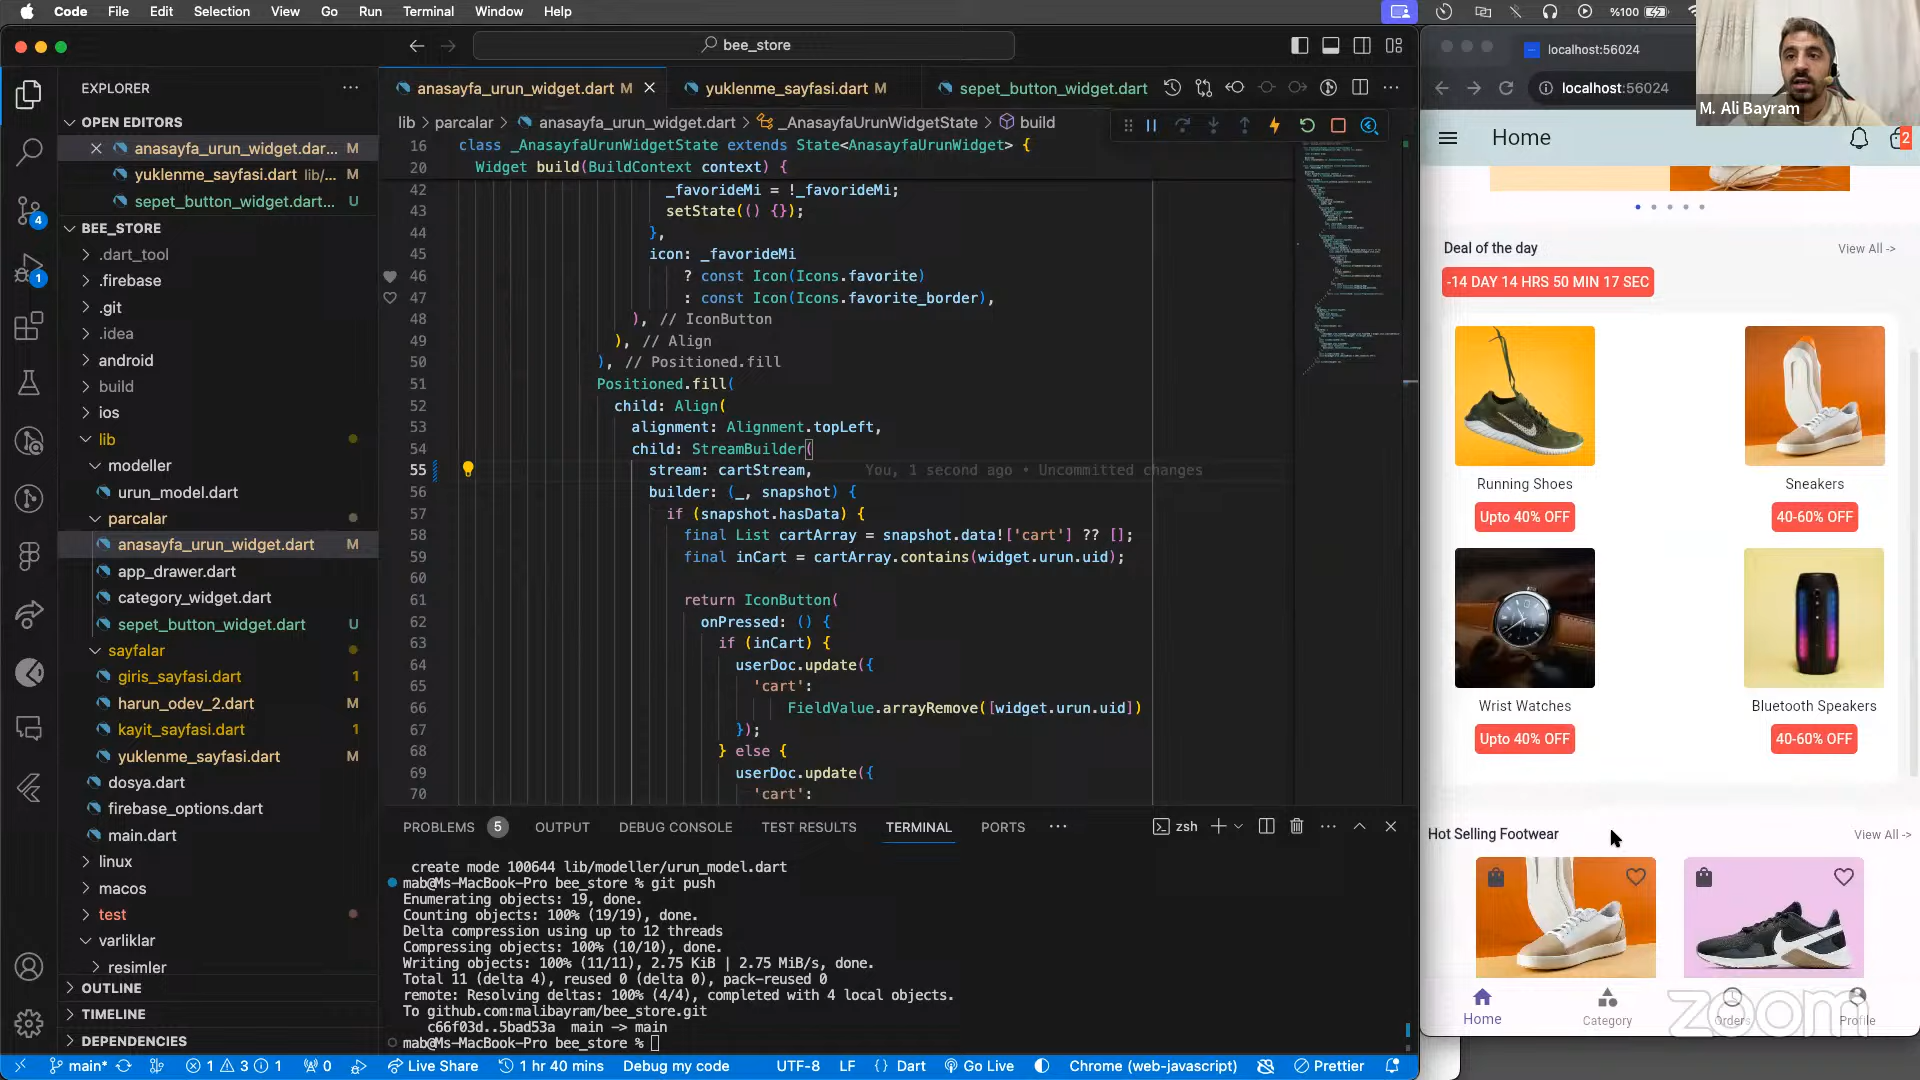 Code File Edit Selection View Go Run Terminal Window Help
%100
bee_store
localhost:56024
M. Ali Bayram
EXPLORER
OPEN EDITORS
anasayfa_urun_widget.dar... M
yuklenme_sayfasi.dart lib/... M
sepet_button_widget.dart... U
BEE_STORE
.dart_tool
.firebase
.git
.idea
android
build
ios
lib
modeller
urun_model.dart
parcalar
anasayfa_urun_widget.dart M
app_drawer.dart
category_widget.dart
sepet_button_widget.dart U
sayfalar
giris_sayfasi.dart 1
harun_odev_2.dart M
kayit_sayfasi.dart 1
yuklenme_sayfasi.dart M
dosya.dart
firebase_options.dart
main.dart
linux
macos
test
varliklar
resimler
OUTLINE
TIMELINE
DEPENDENCIES
4
1
anasayfa_urun_widget.dart M yuklenme_sayfasi.dart M sepet_button_widget.dart
lib > parcalar > anasayfa_urun_widget.dart > _AnasayfaUrunWidgetState > build
16 class _AnasayfaUrunWidgetState extends State<AnasayfaUrunWidget> {
20 Widget build(BuildContext context) {
42 _favorideMi = !_favorideMi;
43 setState(() {});
44 },
45 icon: _favorideMi
46 ? const Icon(Icons.favorite)
47 : const Icon(Icons.favorite_border),
48 ), // IconButton
49 ), // Align
50 ), // Positioned.fill
51 Positioned.fill(
52 child: Align(
53 alignment: Alignment.topLeft,
54 child: StreamBuilder(
55 stream: cartStream, You, 1 second ago • Uncommitted changes
56 builder: (_, snapshot) {
57 if (snapshot.hasData) {
58 final List cartArray = snapshot.data!['cart'] ?? [];
59 final inCart = cartArray.contains(widget.urun.uid);
60
61 return IconButton(
62 onPressed: () {
63 if (inCart) {
64 userDoc.update({
65 'cart':
66 FieldValue.arrayRemove([widget.urun.uid])
67 });
68 } else {
69 userDoc.update({
70 'cart':
PROBLEMS 5 OUTPUT DEBUG CONSOLE TEST RESULTS TERMINAL PORTS
zsh
create mode 100644 lib/modeller/urun_model.dart
mab@Ms-MacBook-Pro bee_store % git push
Enumerating objects: 19, done.
Counting objects: 100% (19/19), done.
Delta compression using up to 12 threads
Compressing objects: 100% (10/10), done.
Writing objects: 100% (11/11), 2.75 KiB | 2.75 MiB/s, done.
Total 11 (delta 4), reused 0 (delta 0), pack-reused 0
remote: Resolving deltas: 100% (4/4), completed with 4 local objects.
To github.com:malibayram/bee_store.git
c66f03d..5bad53a main -> main
mab@Ms-MacBook-Pro bee_store %
main* 1 3 1 0 Live Share 1 hr 40 mins Debug my code UTF-8 LF {} Dart Go Live Chrome (web-javascript) Prettier
localhost:56024
Home
2
Deal of the day View All ->
-14 DAY 14 HRS 50 MIN 17 SEC
Running Shoes Sneakers
Upto 40% OFF 40-60% OFF
Wrist Watches Bluetooth Speakers
Upto 40% OFF 40-60% OFF
Hot Selling Footwear View All ->
Home Category Orders Profile
zoom